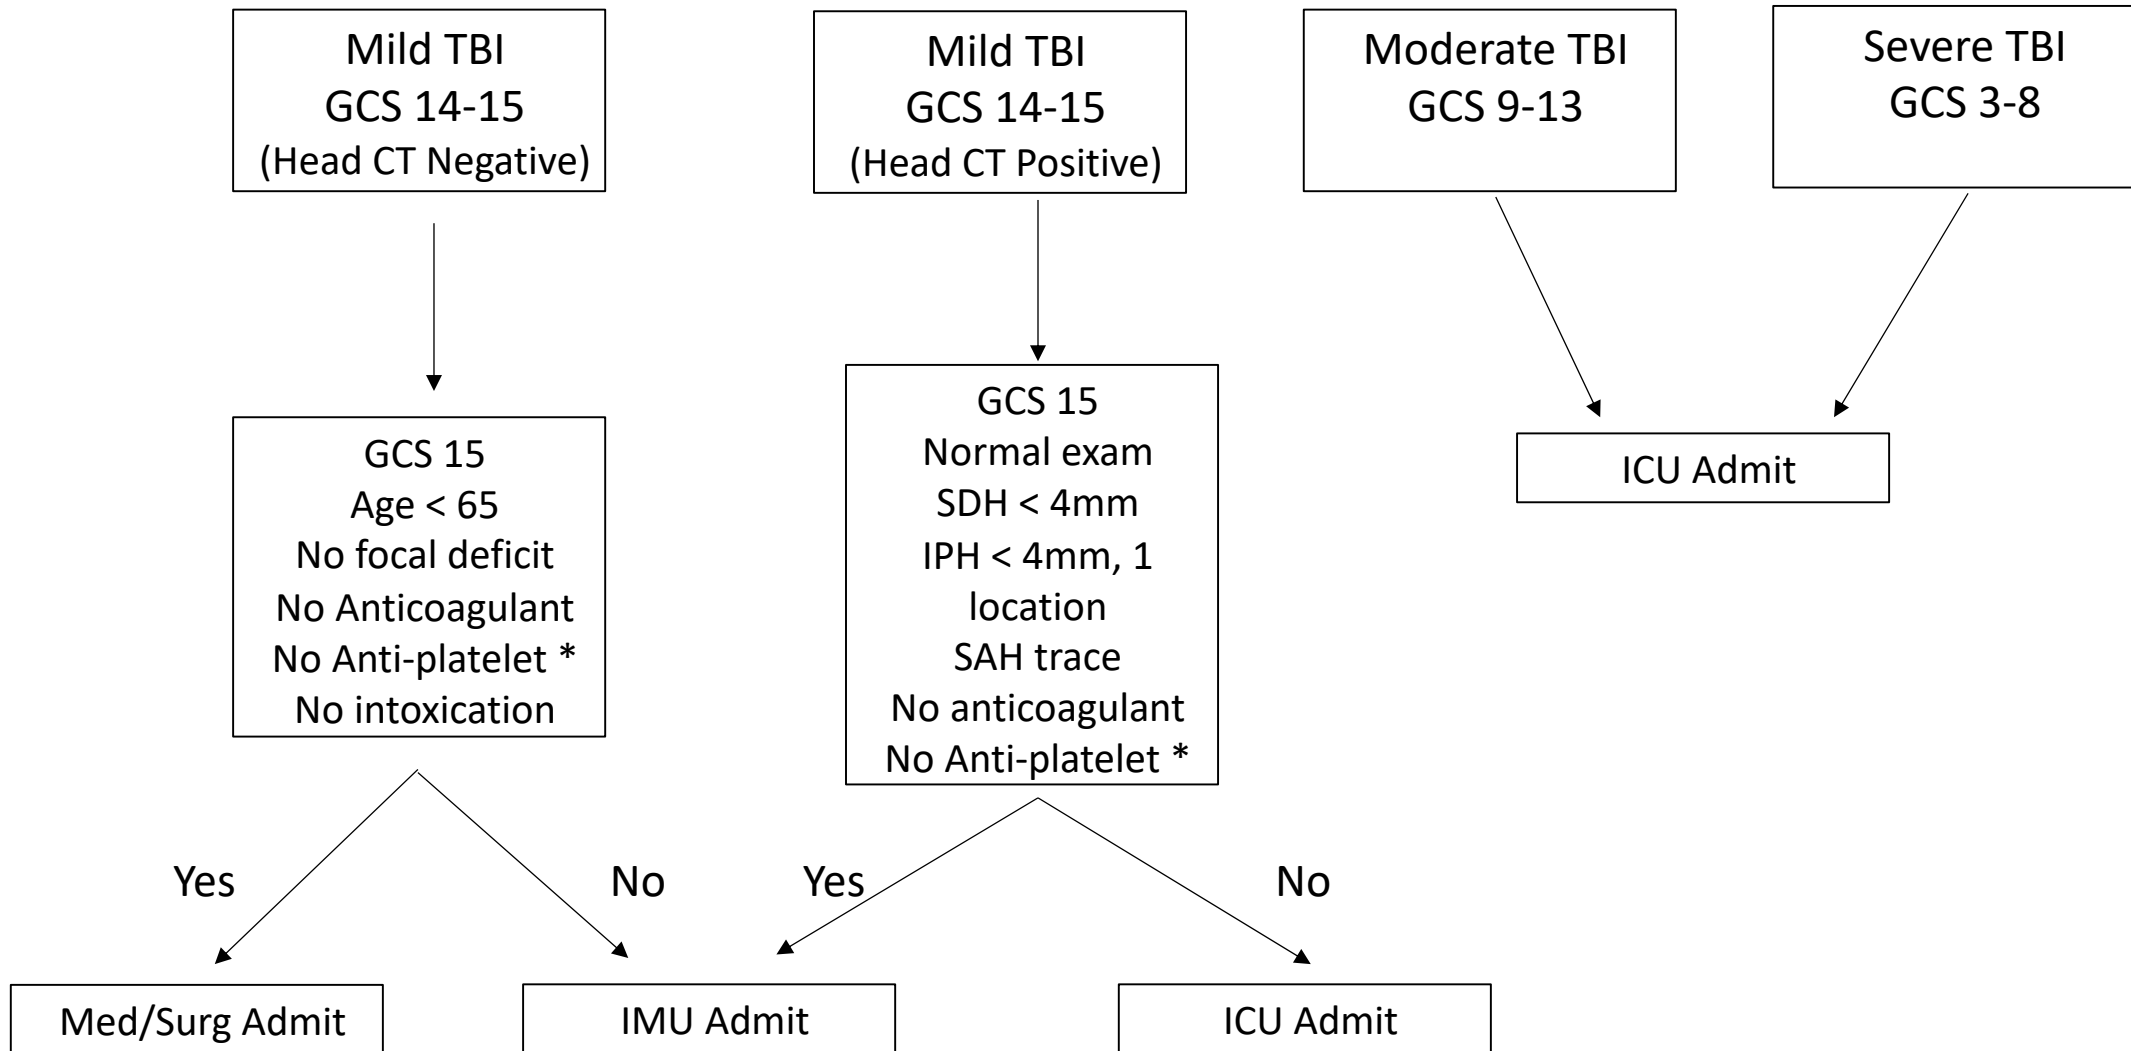 Mild TBI
GCS 14-15
(Head CT Negative)
Mild TBI
GCS 14-15
(Head CT Positive)
Moderate TBI
GCS 9-13
Severe TBI
GCS 3-8
GCS 15
Age < 65
No focal deficit
No Anticoagulant
No Anti-platelet *
No intoxication
GCS 15
Normal exam
SDH < 4mm
IPH < 4mm, 1
location
SAH trace
No anticoagulant
No Anti-platelet *
ICU Admit
Yes
No
Yes
No
Med/Surg Admit
IMU Admit
ICU Admit